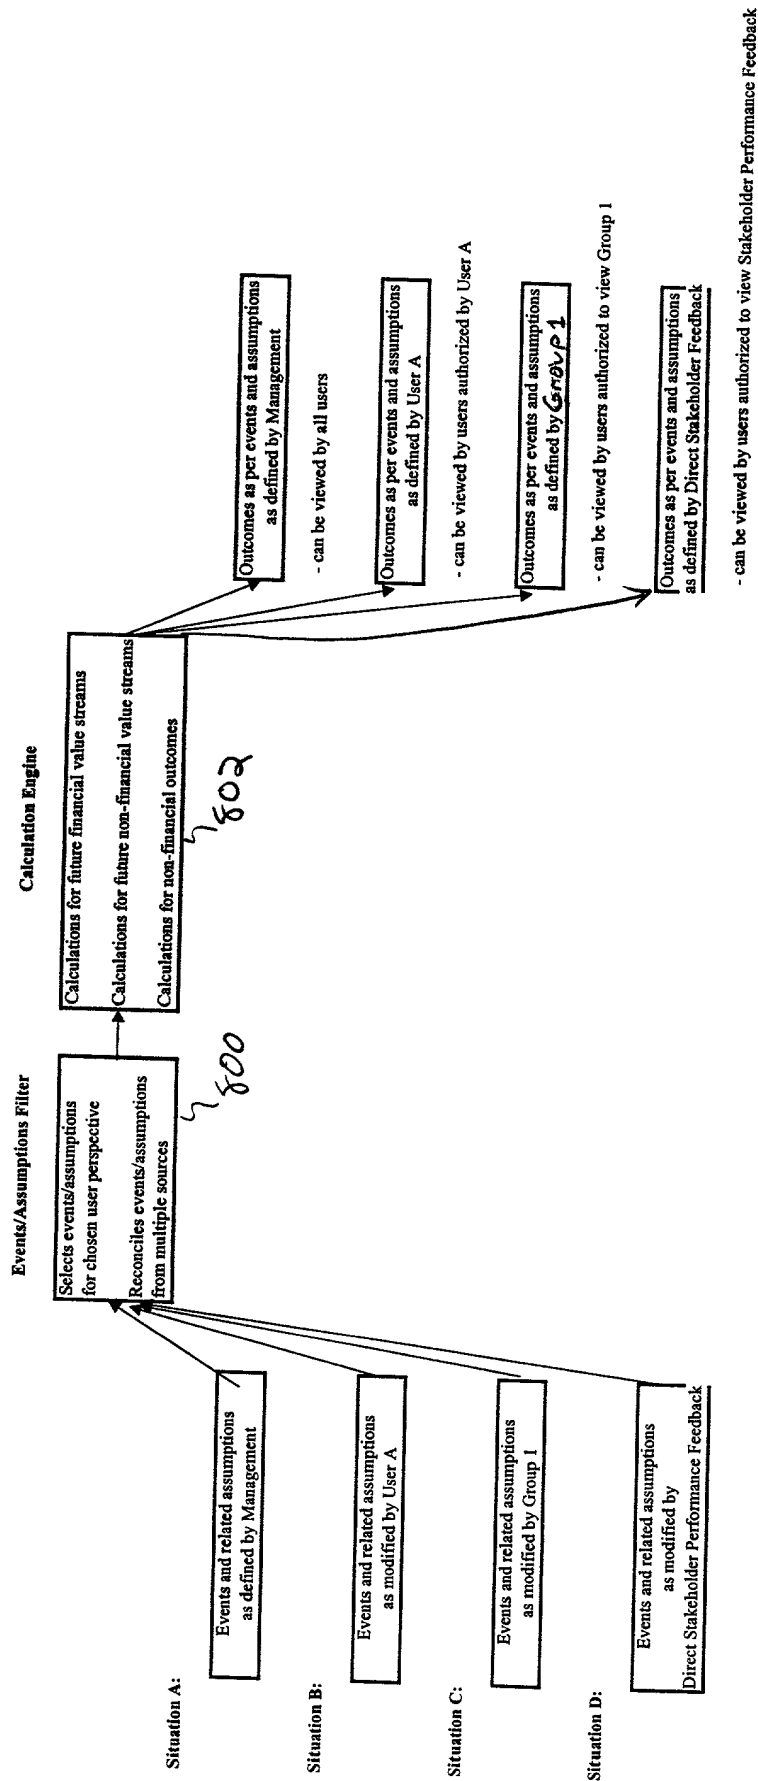 Events/Assumptions Filter
Calculation Engine
Selects events/assumptions
for chosen user perspective
Reconciles events/assumptions
from multiple sources
800
Calculations for future financial value streams
Calculations for future non-financial value streams
Calculations for non-financial outcomes
802
Situation A:
Events and related assumptions
as defined by Management
Outcomes as per events and assumptions
as defined by Management
- can be viewed by all users
Situation B:
Events and related assumptions
as modified by User A
Outcomes as per events and assumptions
as defined by User A
- can be viewed by users authorized by User A
Situation C:
Events and related assumptions
as modified by Group 1
Outcomes as per events and assumptions
as defined by Group 1
- can be viewed by users authorized to view Group 1
Situation D:
Events and related assumptions
as modified by
Direct Stakeholder Performance Feedback
Outcomes as per events and assumptions
as defined by Direct Stakeholder Feedback
- can be viewed by users authorized to view Stakeholder Performance Feedback